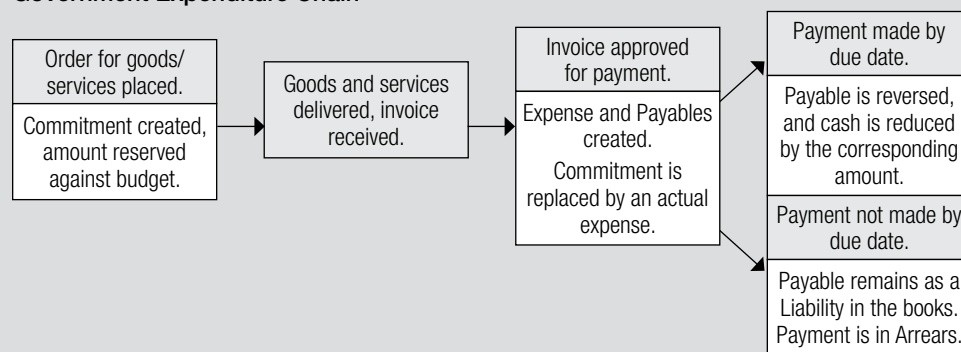 Government Expenditure Chain
Order for goods/
services placed.
Commitment created,
amount reserved
against budget.
Goods and services
delivered, invoice
received.
Invoice approved
for payment.
Expense and Payables
created.
Commitment is
replaced by an actual
expense.
Payment made by
due date.
Payable is reversed,
and cash is reduced
by the corresponding
amount.
Payment not made by
due date.
Payable remains as a
Liability in the books.
Payment is in Arrears.